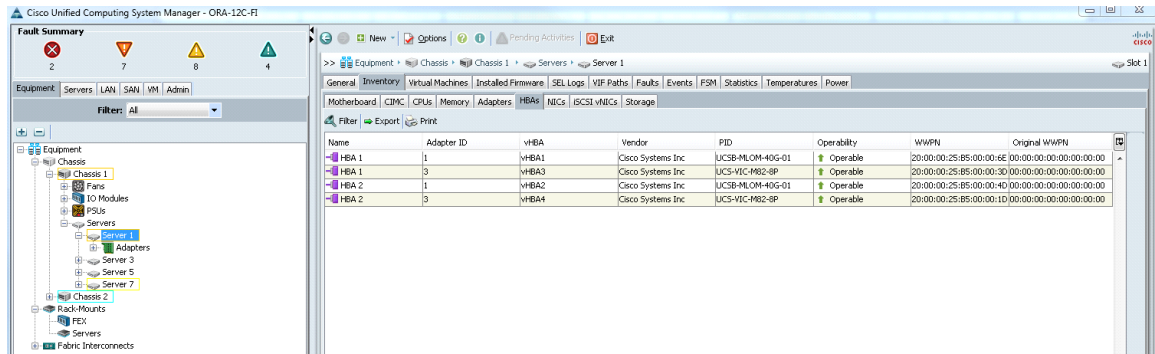 Cisco Unified Computing System Manager - ORA-12C-FI
Fault Summary
2 7 8 4
New Options Pending Activities Exit
cisco
>> Equipment Chassis Chassis 1 Servers Server 1 Slot 1
Equipment Servers LAN SAN VM Admin
Filter: All
General Inventory Virtual Machines Installed Firmware SEL Logs VIF Paths Faults Events FSM Statistics Temperatures Power
Motherboard CIMC CPUs Memory Adapters HBAs NICs iSCSI vNICs Storage
Filter Export Print
Name Adapter ID vHBA Vendor PID Operability WWPN Original WWPN
HBA 1 1 vHBA1 Cisco Systems Inc UCSB-MLOM-40G-01 Operable 20:00:00:25:B5:00:00:6E 00:00:00:00:00:00:00:00
HBA 1 3 vHBA3 Cisco Systems Inc UCS-VIC-M82-8P Operable 20:00:00:25:B5:00:00:3D 00:00:00:00:00:00:00:00
HBA 2 1 vHBA2 Cisco Systems Inc UCSB-MLOM-40G-01 Operable 20:00:00:25:B5:00:00:4D 00:00:00:00:00:00:00:00
HBA 2 3 vHBA4 Cisco Systems Inc UCS-VIC-M82-8P Operable 20:00:00:25:B5:00:00:1D 00:00:00:00:00:00:00:00
Equipment
Chassis
Chassis 1
Fans
IO Modules
PSUs
Servers
Server 1
Adapters
Server 3
Server 5
Server 7
Chassis 2
Rack-Mounts
FEX
Servers
Fabric Interconnects